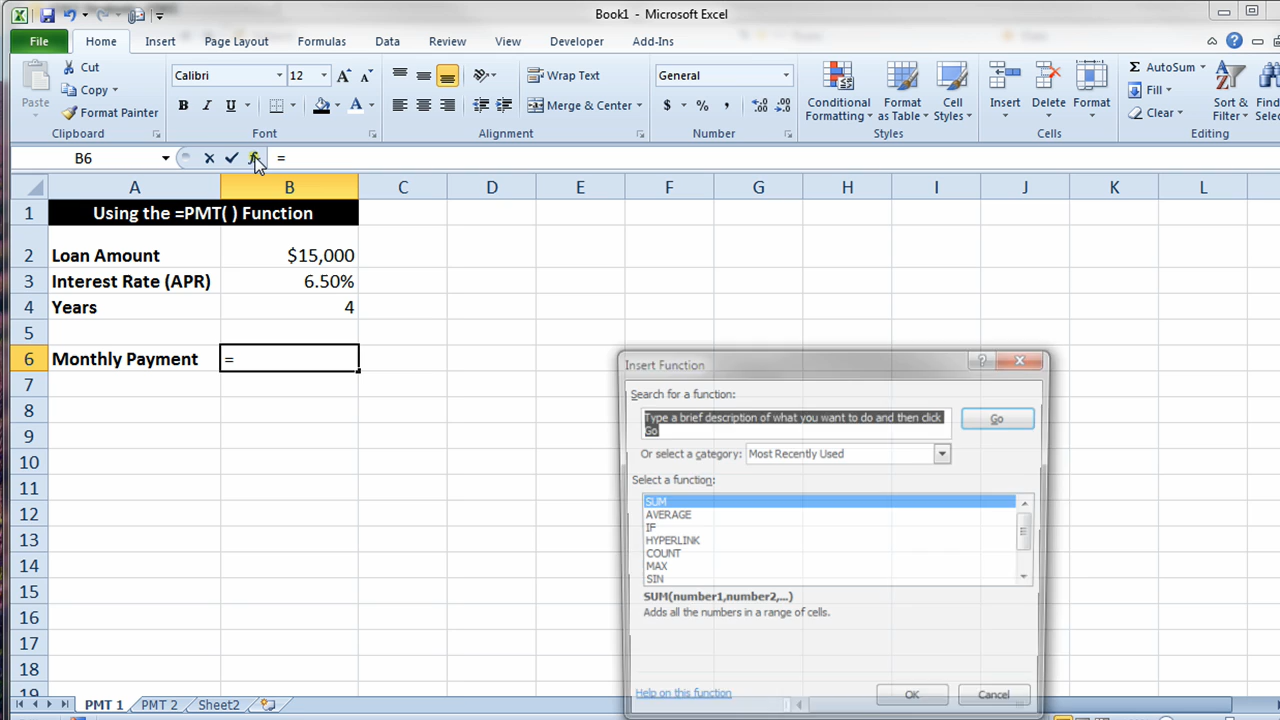 Book1 - Microsoft Excel
File Home Insert Page Layout Formulas Data Review View Developer Add-Ins
Paste
Cut
Copy
Format Painter
Clipboard
Calibri 12
B I U A
Font
Wrap Text
Merge & Center
Alignment
General
$ % ,
Number
Conditional Formatting
Format as Table
Cell Styles
Styles
Insert Delete Format
Cells
Σ AutoSum
Fill
Clear
Sort & Filter
Editing
B6 =
A B C D E F G H I J K L
1 Using the =PMT( ) Function
2 Loan Amount $15,000
3 Interest Rate (APR) 6.50%
4 Years 4
5
6 Monthly Payment =
7
8
9
10
11
12
13
14
15
16
17
18
19
Insert Function
Search for a function:
Type a brief description of what you want to do and then click
Go
Go
Or select a category: Most Recently Used
Select a function:
SUM
AVERAGE
IF
HYPERLINK
COUNT
MAX
SIN
SUM(number1,number2,...)
Adds all the numbers in a range of cells.
Help on this function
OK Cancel
PMT 1 PMT 2 Sheet2